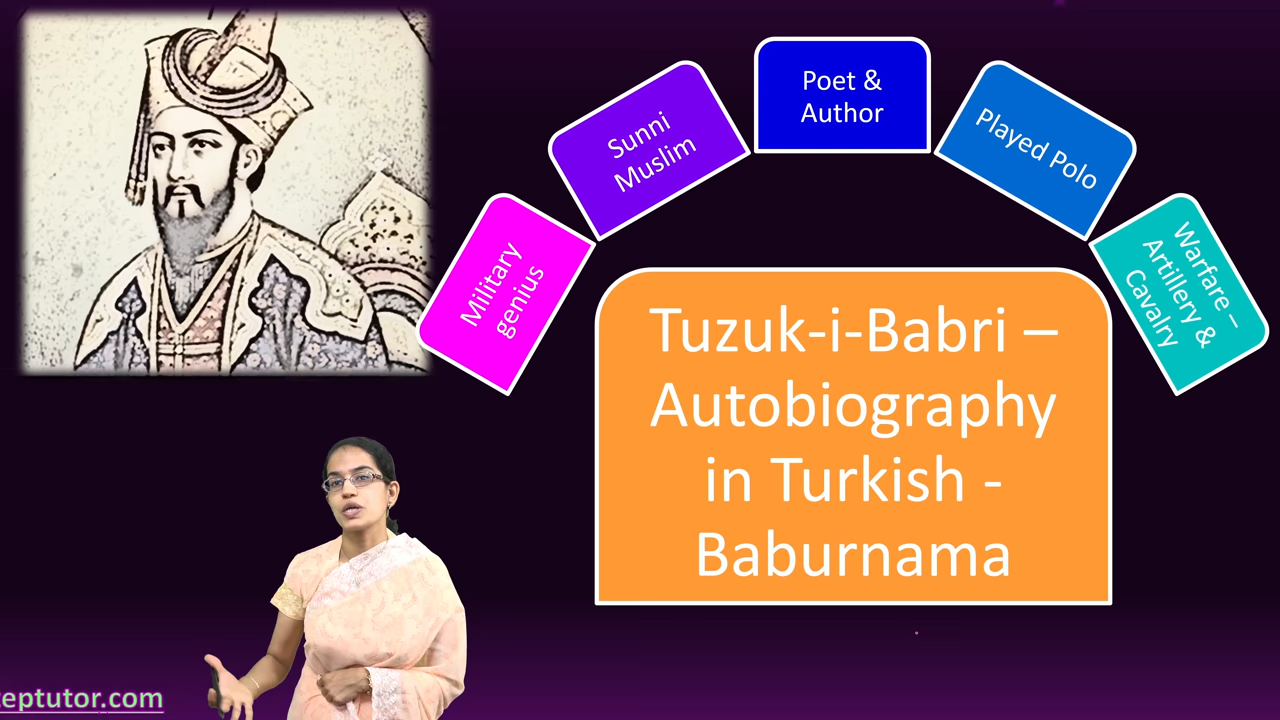 Military
genius
Sunni
Muslim
Poet &
Author
Played Polo
Warfare –
Artillery &
Cavalry
Tuzuk-i-Babri –
Autobiography
in Turkish -
Baburnama
eptutor.com